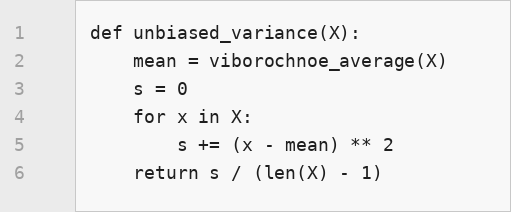 1 def unbiased_variance(X):
2     mean = viborochnoe_average(X)
3     s = 0
4     for x in X:
5         s += (x - mean) ** 2
6     return s / (len(X) - 1)